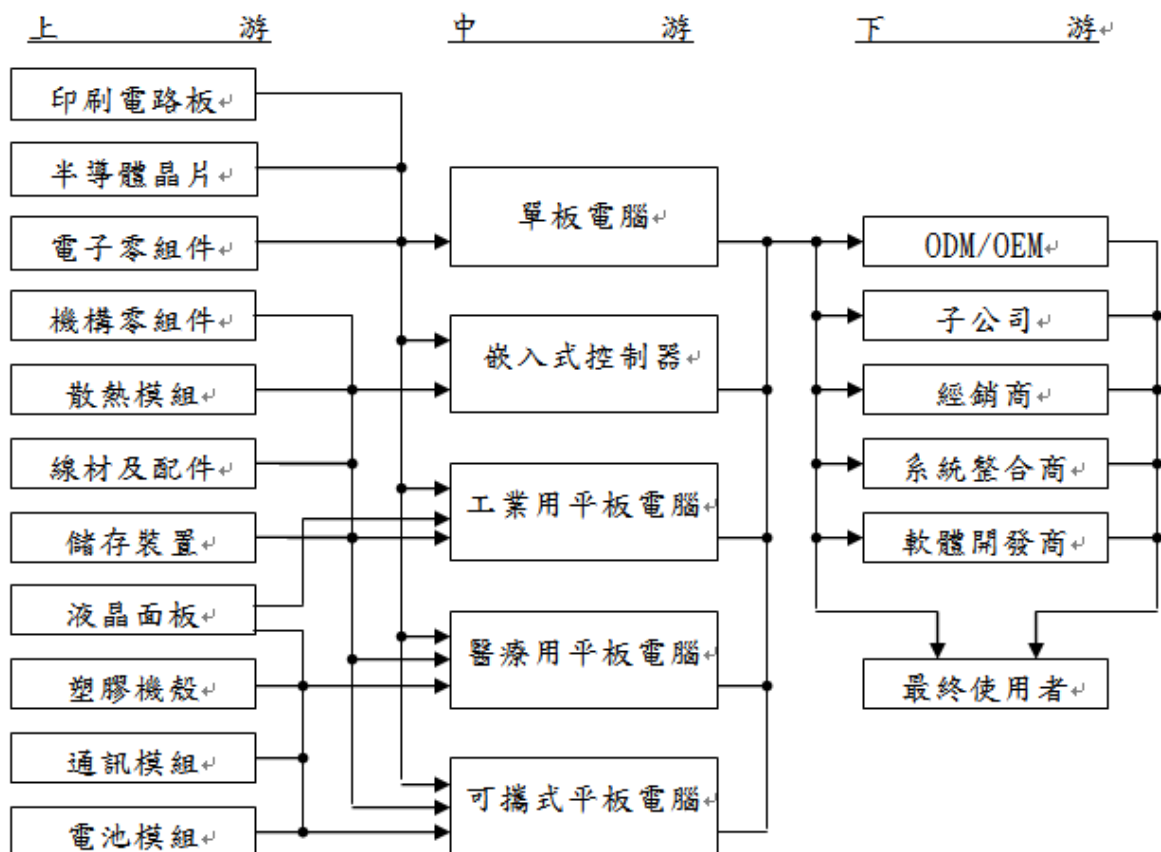 上游
中游
下游
印刷電路板
半導體晶片
電子零組件
機構零組件
散熱模組
線材及配件
儲存裝置
液晶面板
塑膠機殼
通訊模組
電池模組
單板電腦
嵌入式控制器
工業用平板電腦
醫療用平板電腦
可攜式平板電腦
ODM/OEM
子公司
經銷商
系統整合商
軟體開發商
最終使用者